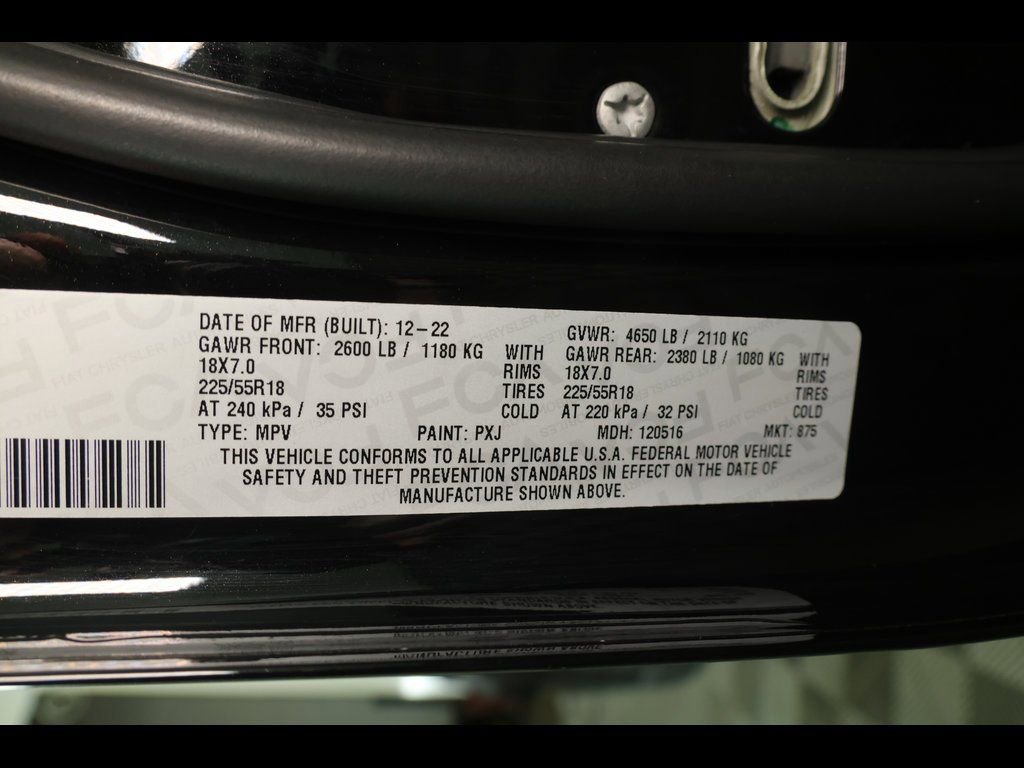 DATE OF MFR (BUILT): 12-22 GVWR: 4650 LB / 2110 KG
GAWR FRONT: 2600 LB / 1180 KG WITH GAWR REAR: 2380 LB / 1080 KG WITH
18X7.0 RIMS 18X7.0 RIMS
225/55R18 TIRES 225/55R18 TIRES
AT 240 kPa / 35 PSI COLD AT 220 kPa / 32 PSI COLD
TYPE: MPV PAINT: PXJ MDH: 120516 MKT: 875
THIS VEHICLE CONFORMS TO ALL APPLICABLE U.S.A. FEDERAL MOTOR VEHICLE
SAFETY AND THEFT PREVENTION STANDARDS IN EFFECT ON THE DATE OF
MANUFACTURE SHOWN ABOVE.